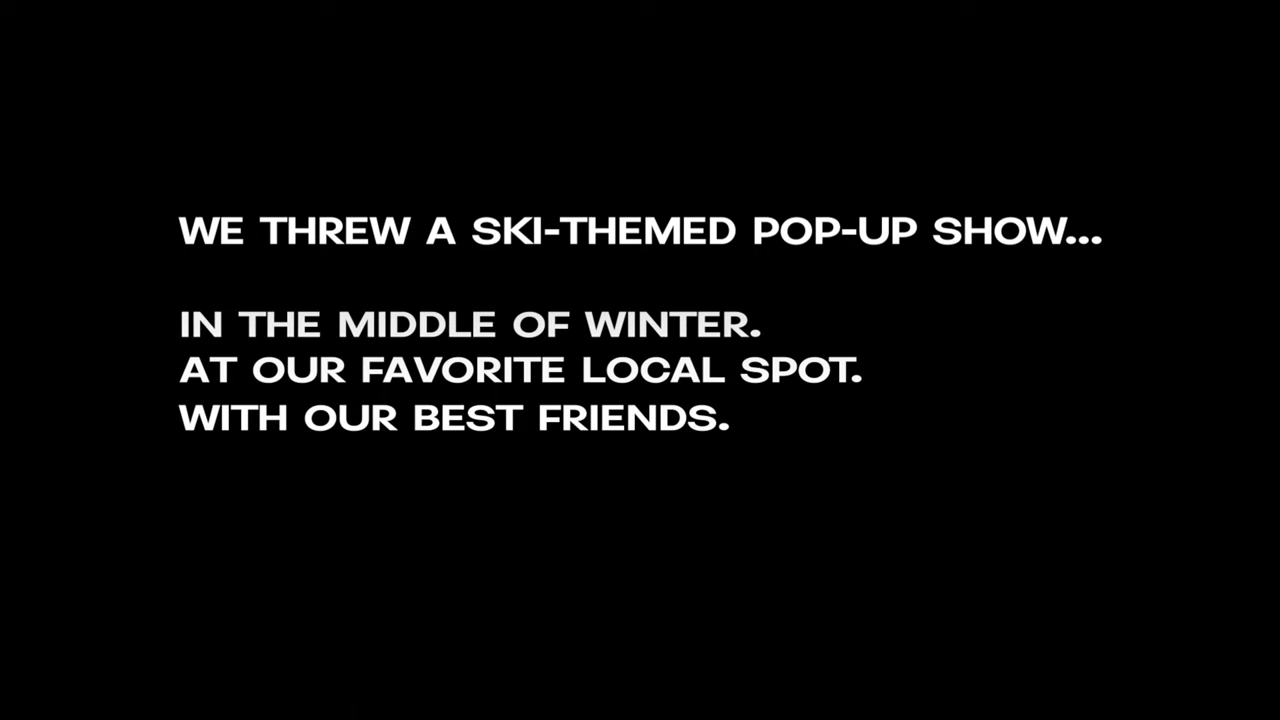 WE THREW A SKI-THEMED POP-UP SHOW...
IN THE MIDDLE OF WINTER.
AT OUR FAVORITE LOCAL SPOT.
WITH OUR BEST FRIENDS.